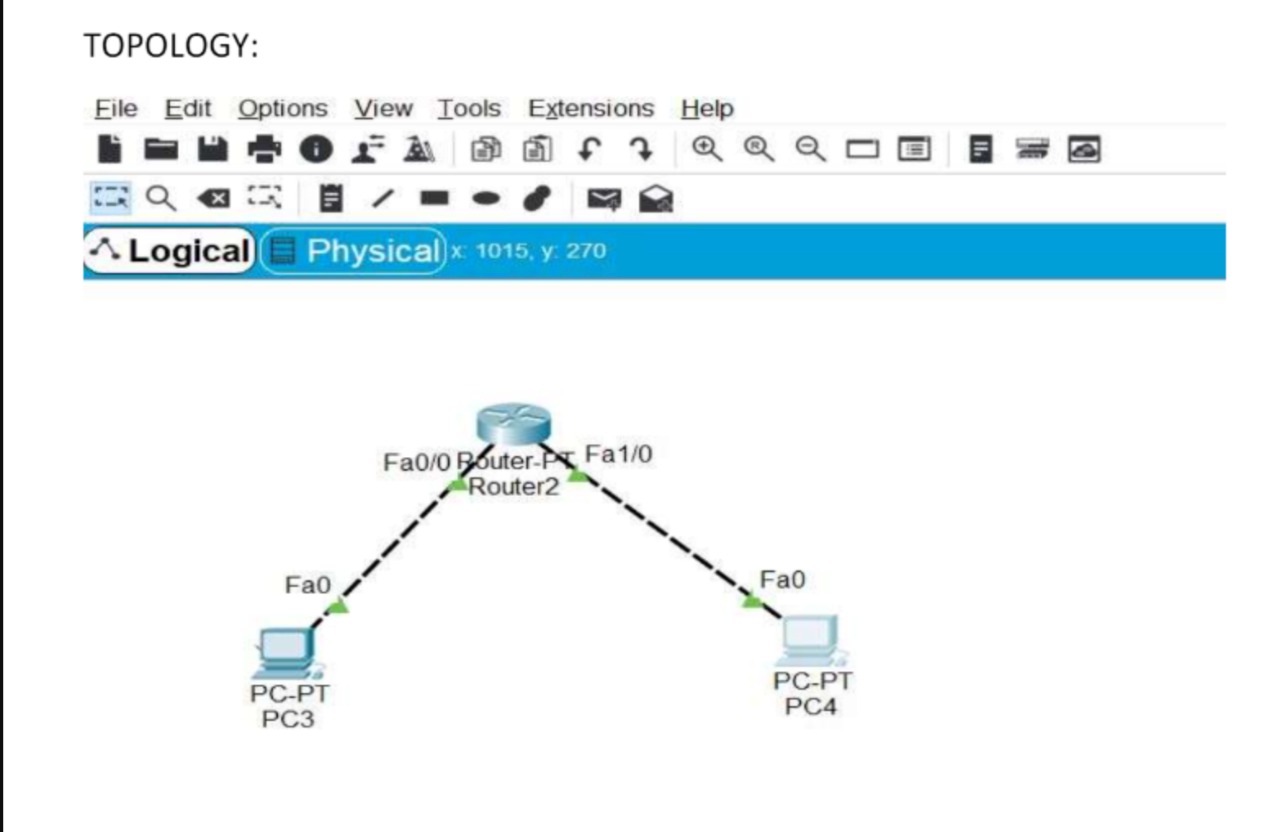 TOPOLOGY:
File Edit Options View Tools Extensions Help
Logical Physical x: 1015, y: 270
Fa0/0 Router-PT Fa1/0
Router2
Fa0 Fa0
PC-PT PC-PT
PC3 PC4